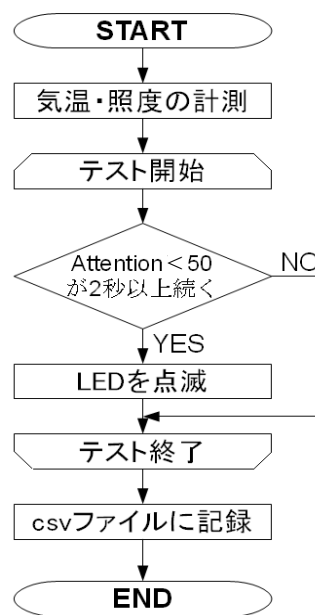 START
気温・照度の計測
テスト開始
Attention＜50
が2秒以上続く
NO
YES
LEDを点滅
テスト終了
csvファイルに記録
END